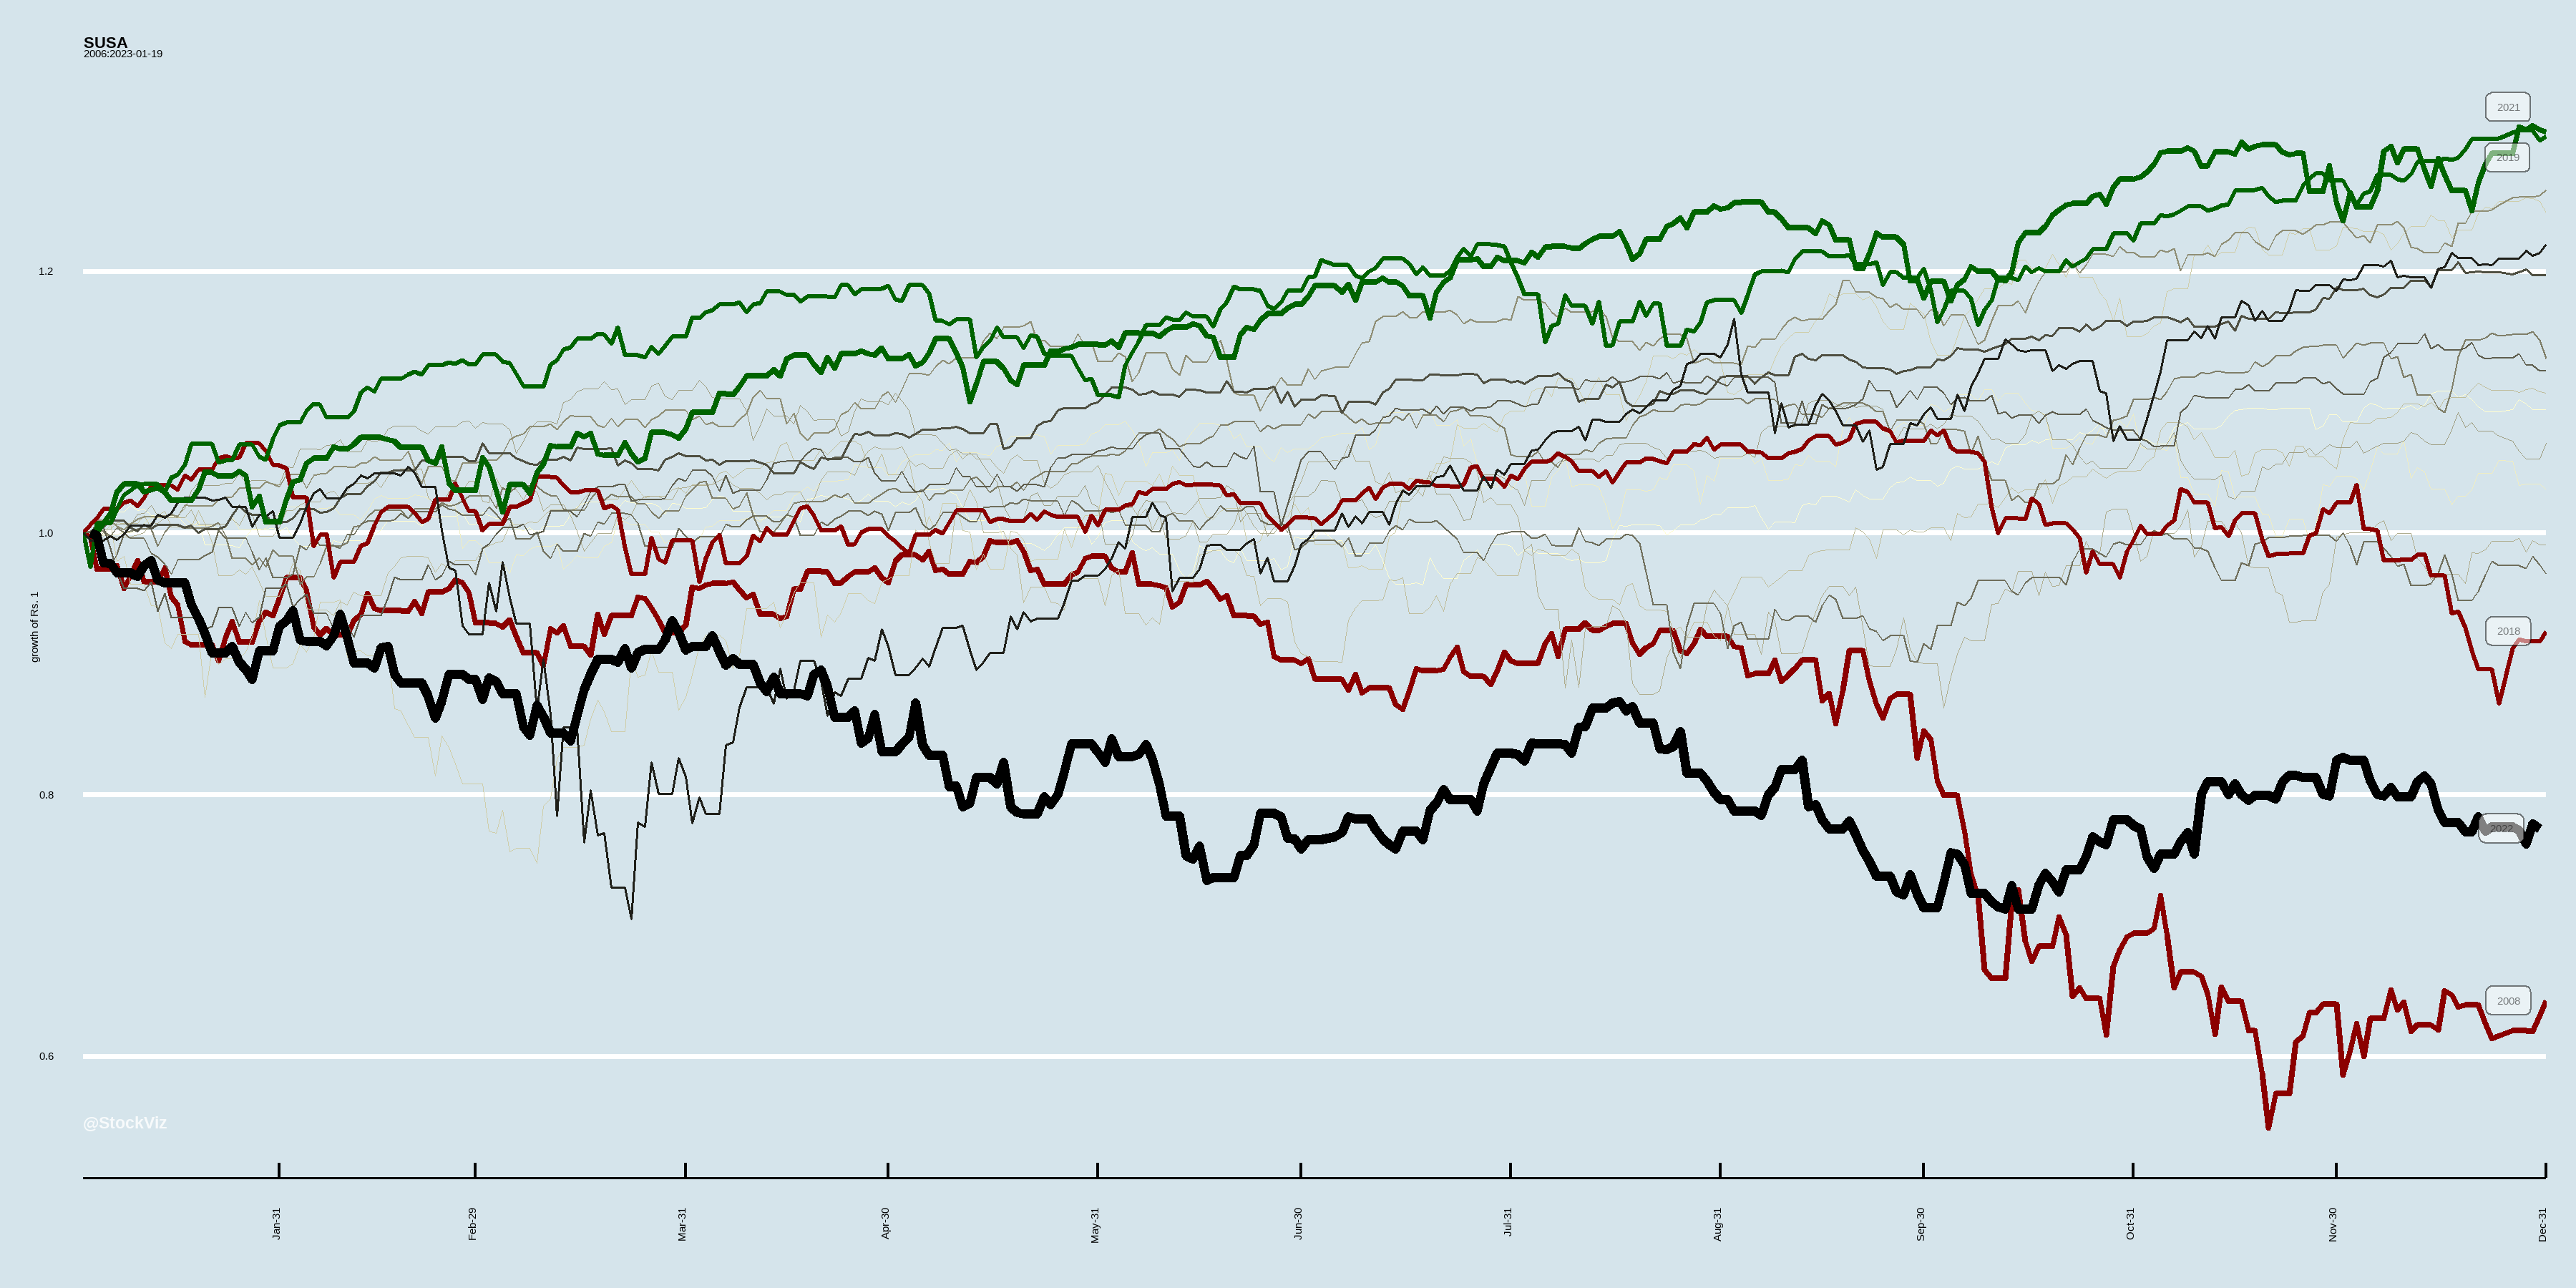 SUSA
2006:2023-01-19
2021
2019
1.2
1.0
growth of Rs. 1
2018
0.8
2022
2008
0.6
@StockViz
Jan-31
Feb-29
Mar-31
Apr-30
May-31
Jun-30
Jul-31
Aug-31
Sep-30
Oct-31
Nov-30
Dec-31